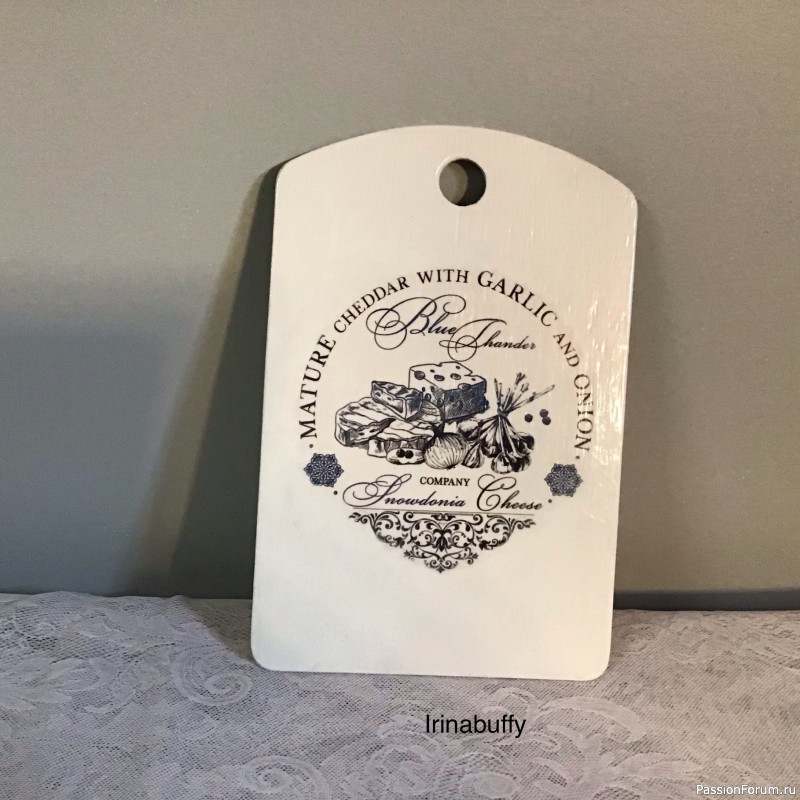 MATURE CHEDDAR WITH GARLIC AND ONION
Blue
Thander
COMPANY
Snowdonia Cheese
Irinabuffy
PassionForum.ru